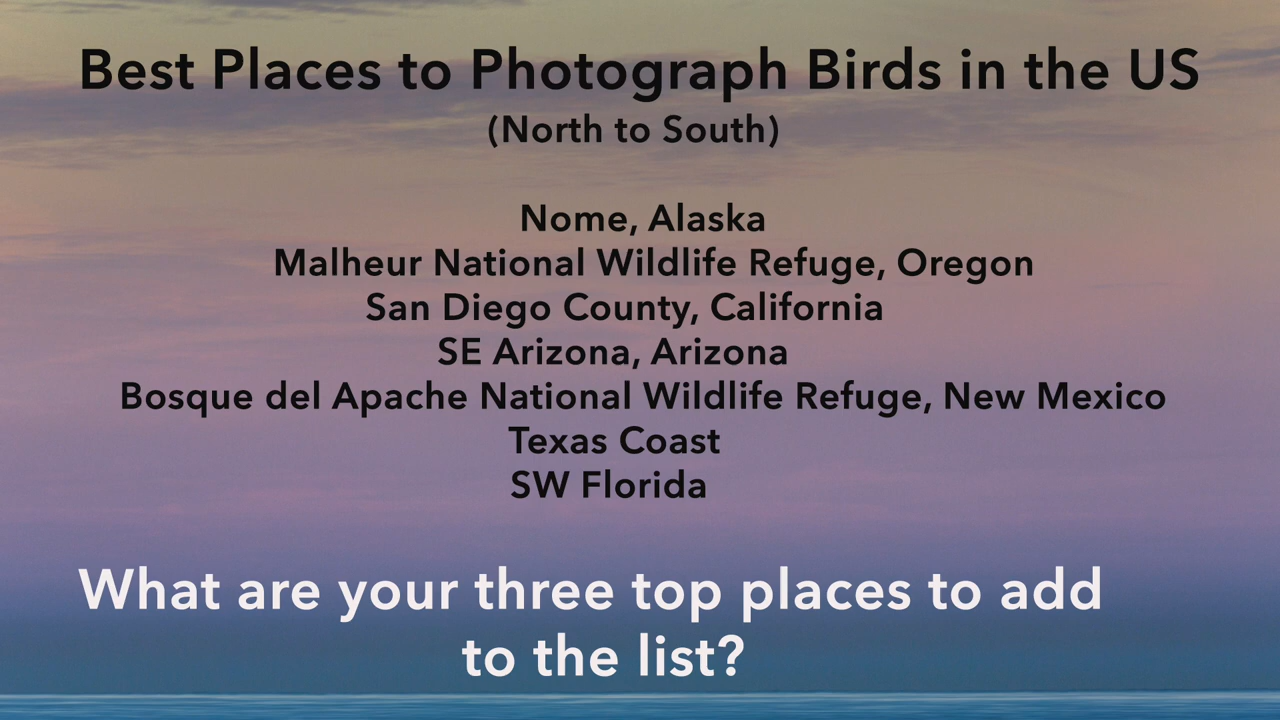 Best Places to Photograph Birds in the US
(North to South)
Nome, Alaska
Malheur National Wildlife Refuge, Oregon
San Diego County, California
SE Arizona, Arizona
Bosque del Apache National Wildlife Refuge, New Mexico
Texas Coast
SW Florida
What are your three top places to add
to the list?